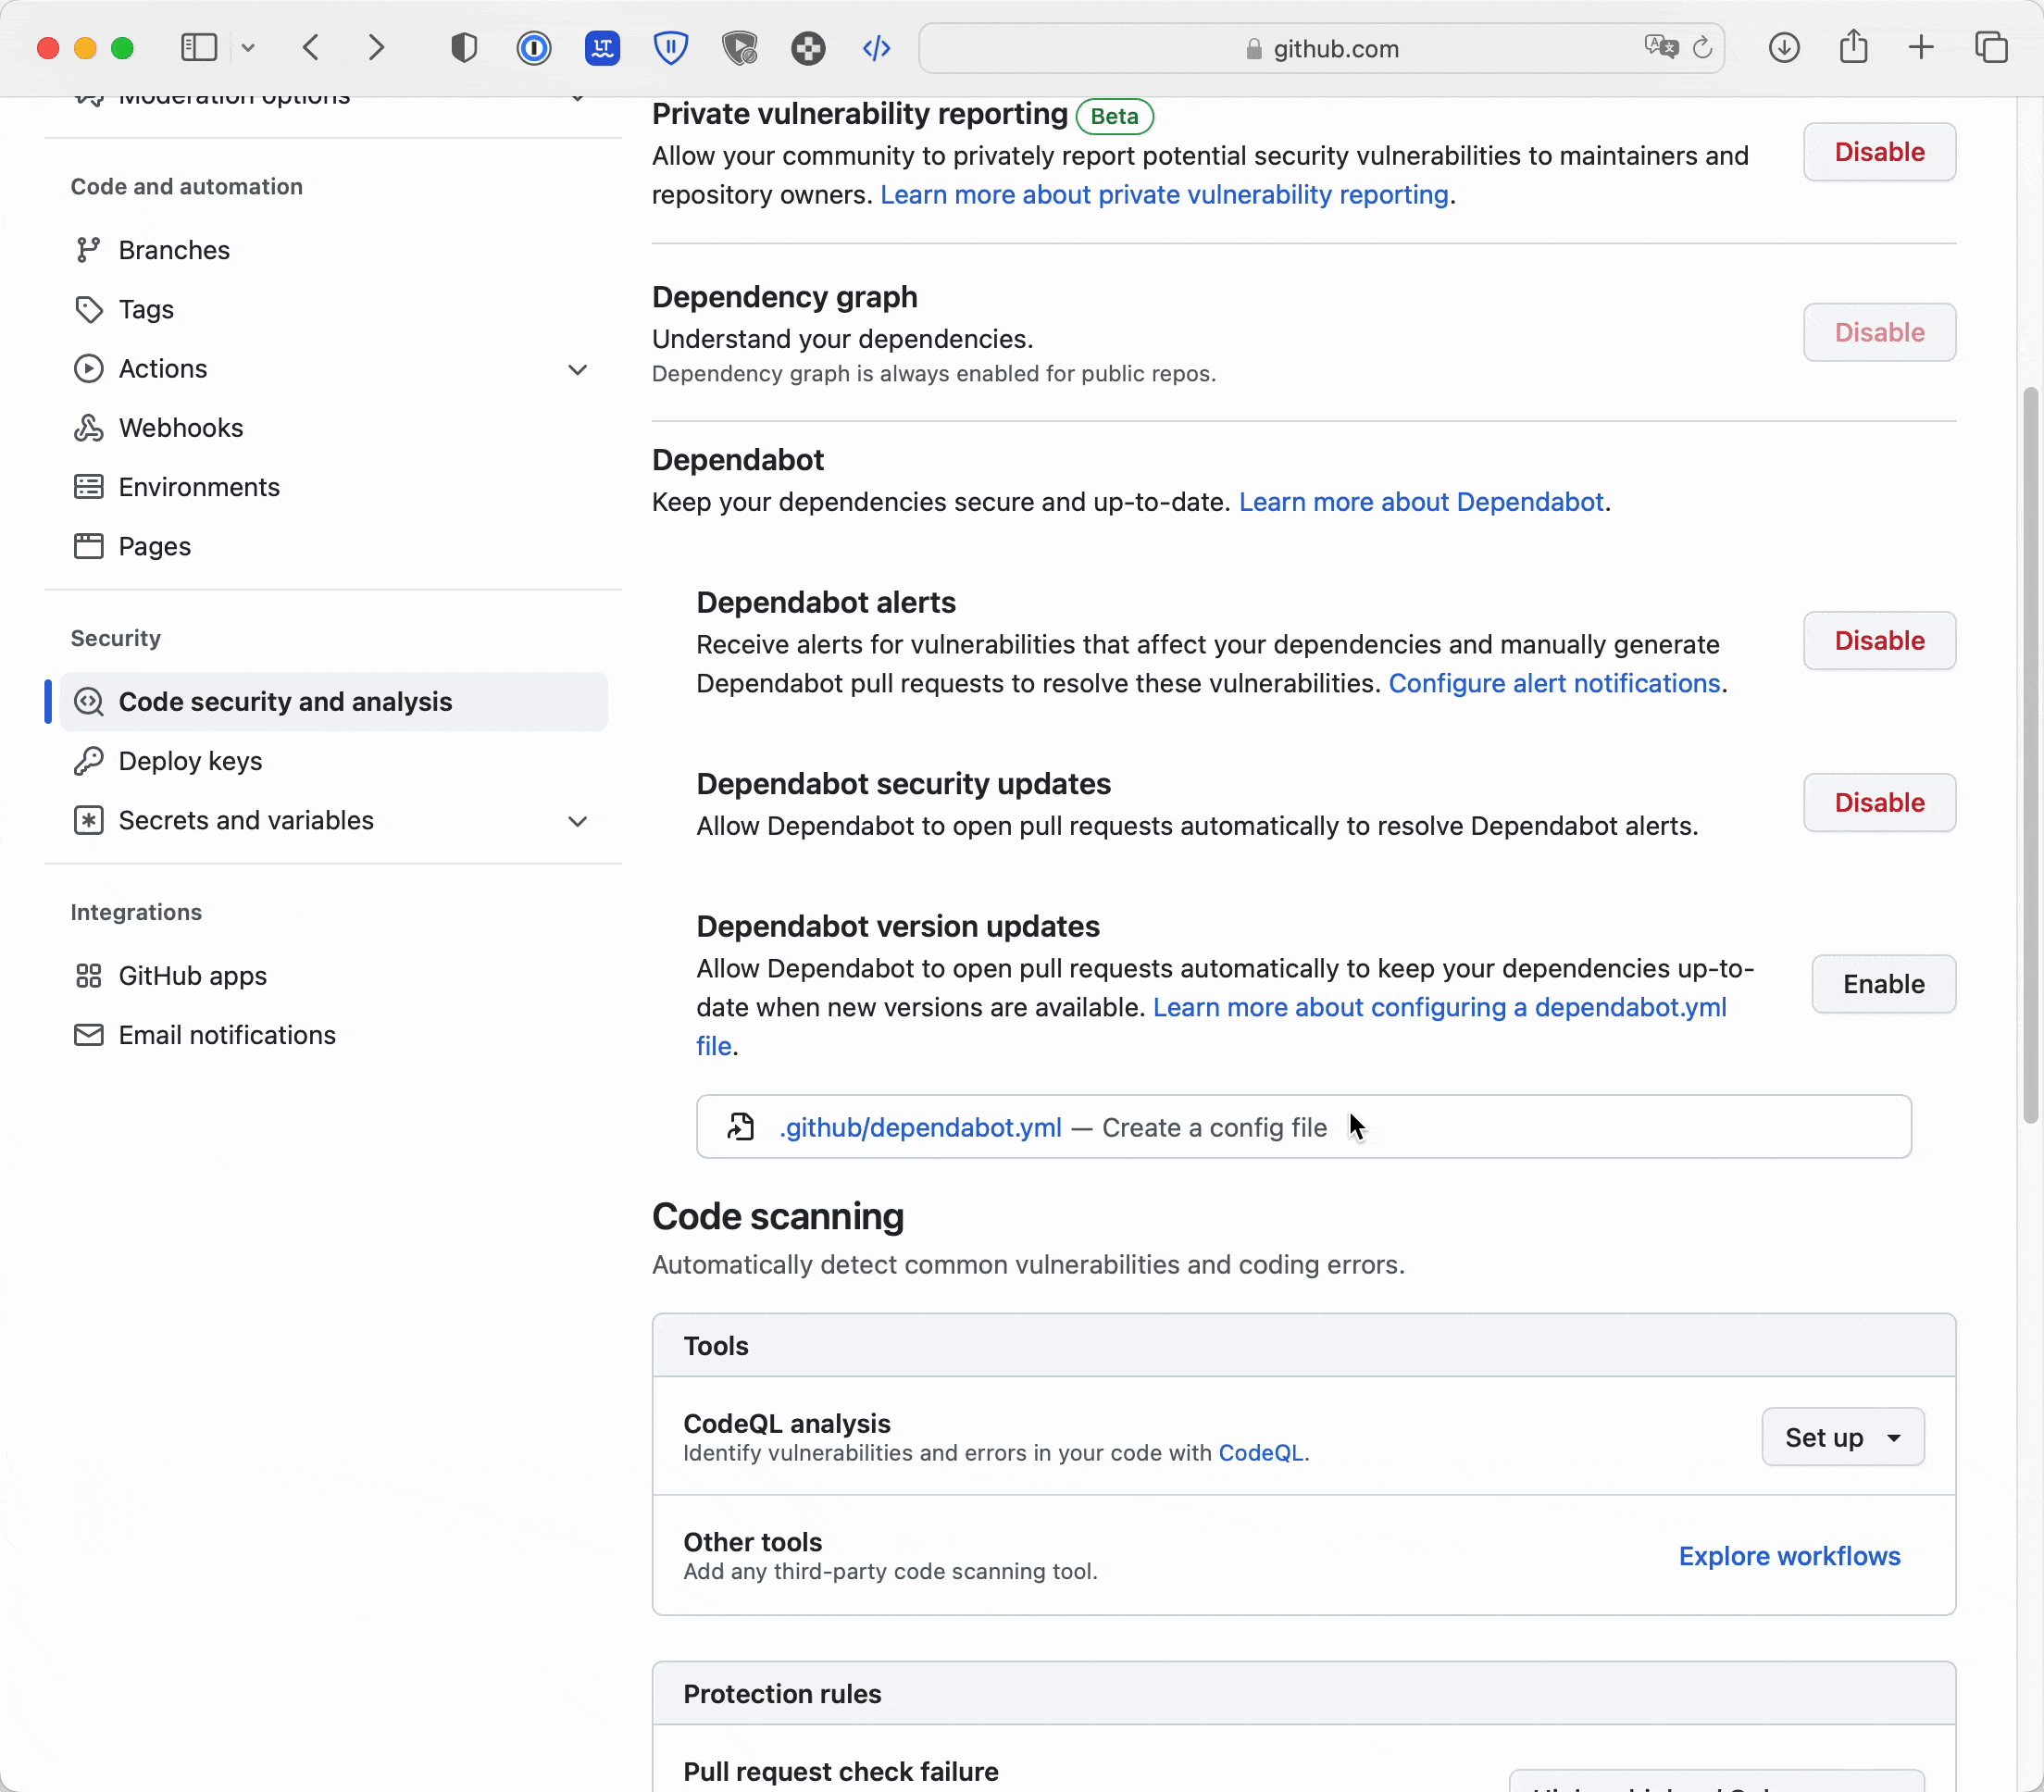 github.com
Moderation options
Code and automation
Branches
Tags
Actions
Webhooks
Environments
Pages
Security
Code security and analysis
Deploy keys
Secrets and variables
Integrations
GitHub apps
Email notifications
Private vulnerability reporting Beta
Allow your community to privately report potential security vulnerabilities to maintainers and
repository owners. Learn more about private vulnerability reporting.
Disable
Dependency graph
Understand your dependencies.
Dependency graph is always enabled for public repos.
Disable
Dependabot
Keep your dependencies secure and up-to-date. Learn more about Dependabot.
Dependabot alerts
Receive alerts for vulnerabilities that affect your dependencies and manually generate
Dependabot pull requests to resolve these vulnerabilities. Configure alert notifications.
Disable
Dependabot security updates
Allow Dependabot to open pull requests automatically to resolve Dependabot alerts.
Disable
Dependabot version updates
Allow Dependabot to open pull requests automatically to keep your dependencies up-to-
date when new versions are available. Learn more about configuring a dependabot.yml
file.
Enable
.github/dependabot.yml — Create a config file
Code scanning
Automatically detect common vulnerabilities and coding errors.
Tools
CodeQL analysis
Identify vulnerabilities and errors in your code with CodeQL.
Set up
Other tools
Add any third-party code scanning tool.
Explore workflows
Protection rules
Pull request check failure